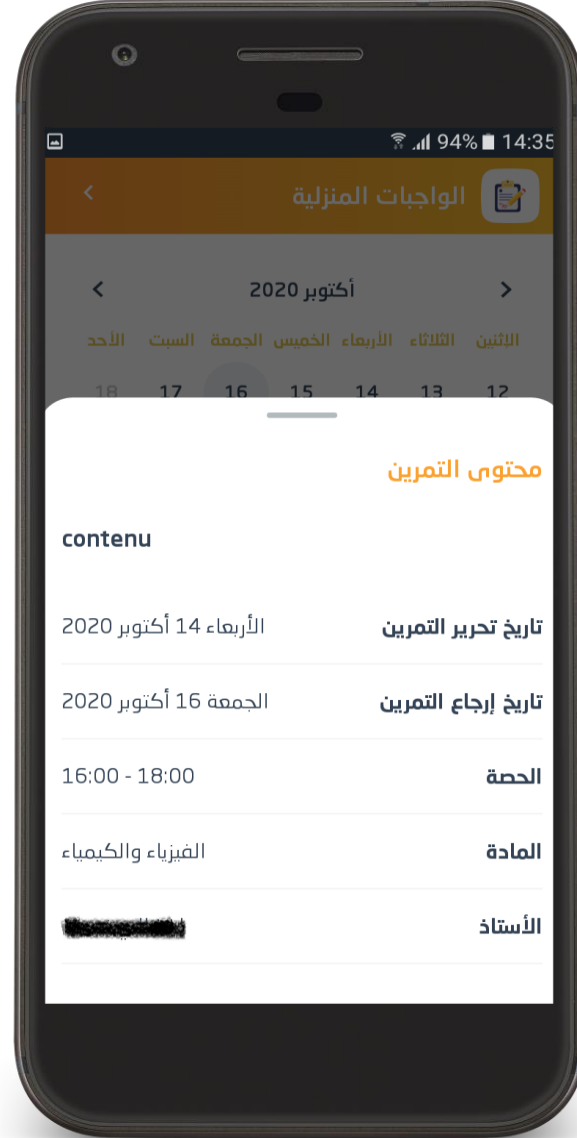 94% 14:35
الواجبات المنزلية
أكتوبر 2020
الإثنين الثلاثاء الأربعاء الخميس الجمعة السبت الأحد
12 13 14 15 16 17 18
محتوى التمرين
contenu
تاريخ تحرير التمرين الأربعاء 14 أكتوبر 2020
تاريخ إرجاع التمرين الجمعة 16 أكتوبر 2020
الحصة 16:00 - 18:00
المادة الفيزياء والكيمياء
الأستاذ